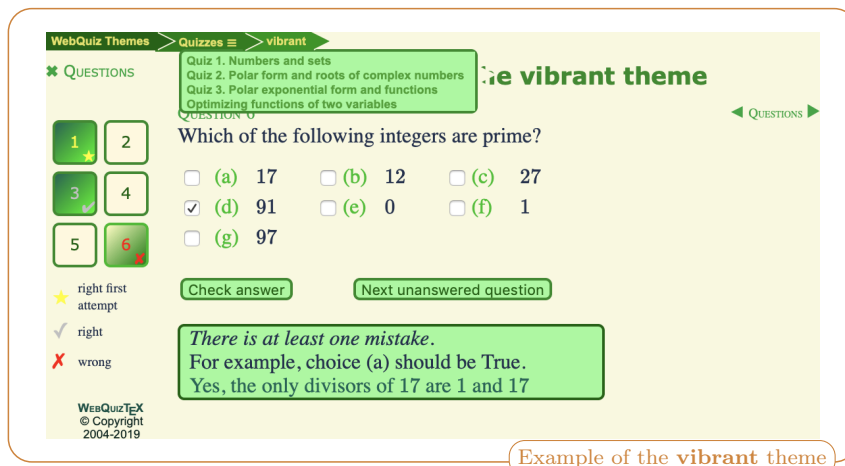 WebQuiz Themes Quizzes ≡ vibrant
Quiz 1. Numbers and sets
Quiz 2. Polar form and roots of complex numbers
Quiz 3. Polar exponential form and functions
Optimizing functions of two variables
✖ QUESTIONS
e vibrant theme
QUESTION 6
◀ QUESTIONS ▶
Which of the following integers are prime?
1 ★ 2
3 ✔ 4
5 6 ✘
(a) 17 (b) 12 (c) 27
(d) 91 (e) 0 (f) 1
(g) 97
★ right first
attempt
✔ right
✘ wrong
Check answer Next unanswered question
There is at least one mistake.
For example, choice (a) should be True.
Yes, the only divisors of 17 are 1 and 17
WEBQUIZTEX
© Copyright
2004-2019
Example of the vibrant theme